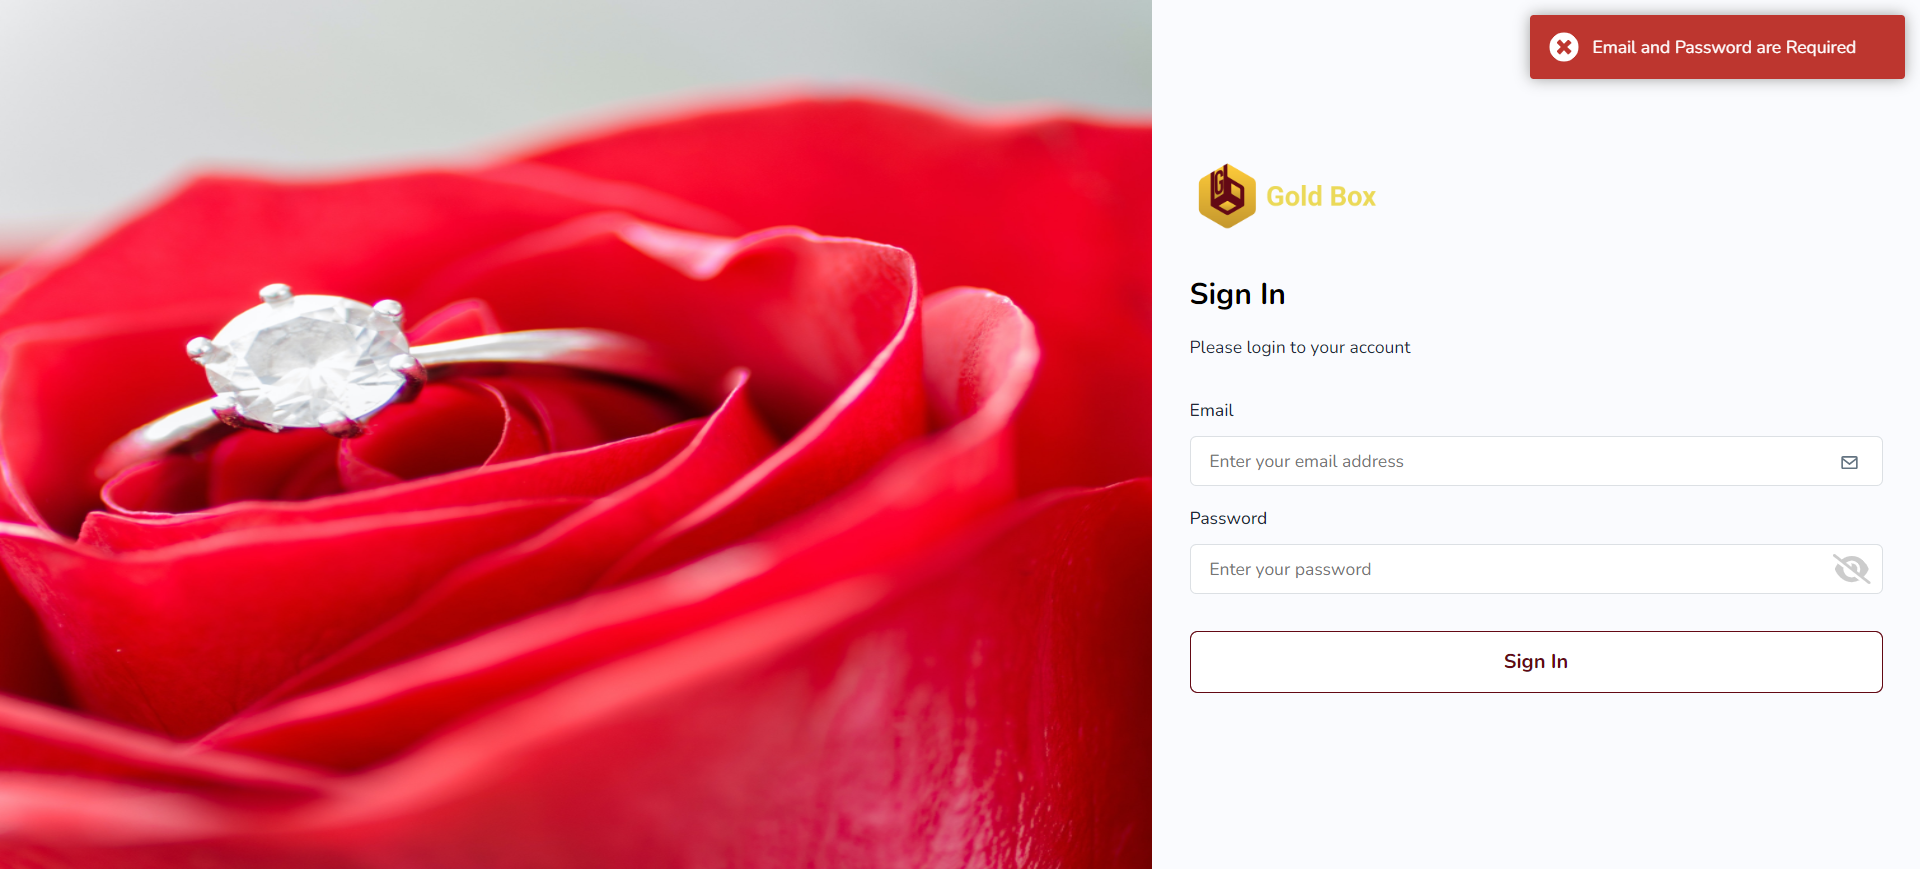 Email and Password are Required
Gold Box
Sign In
Please login to your account
Email
Enter your email address
Password
Enter your password
Sign In